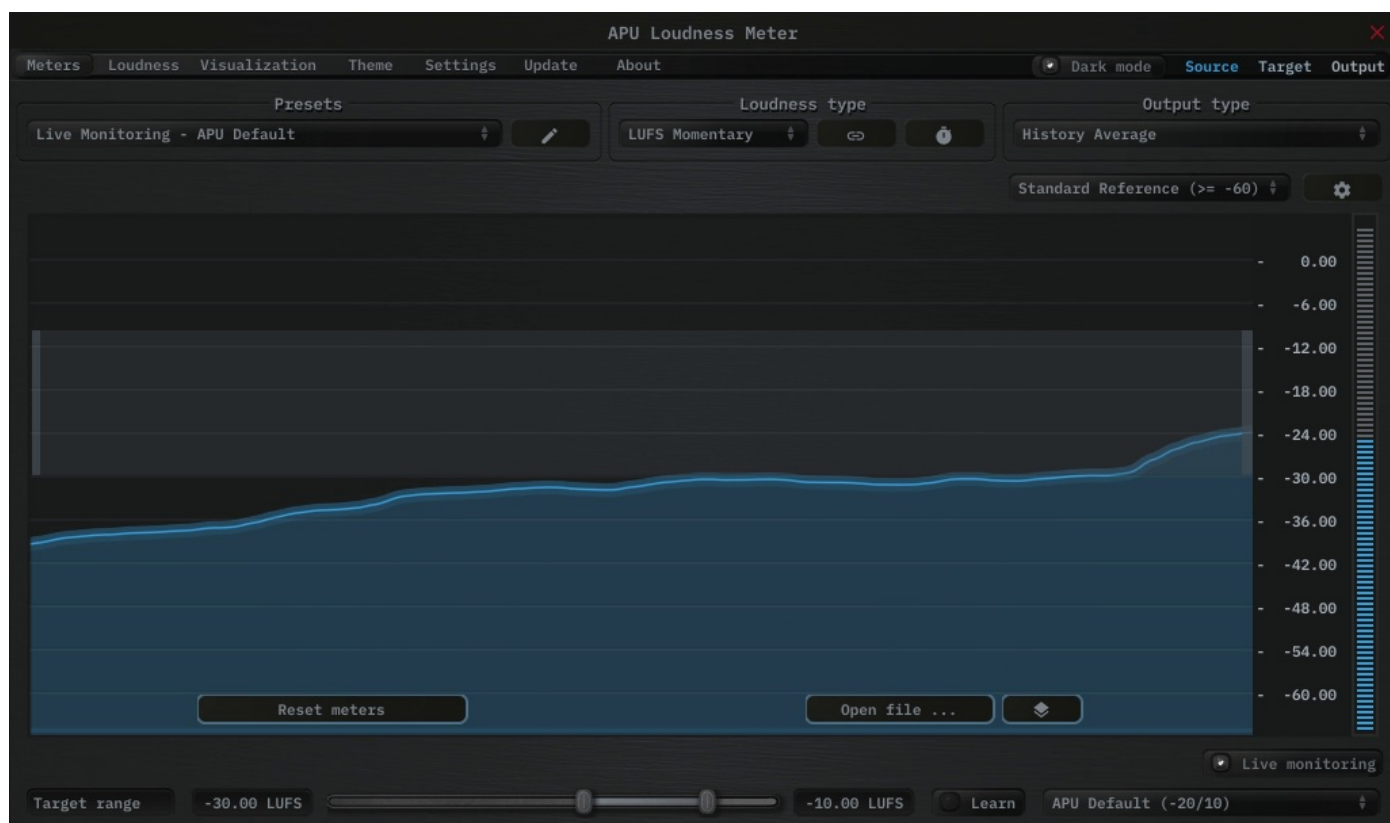 APU Loudness Meter
Meters Loudness Visualization Theme Settings Update About Dark mode Source Target Output
Presets Loudness type Output type
Live Monitoring - APU Default LUFS Momentary History Average
Standard Reference (>= -60)
- 0.00
- -6.00
- -12.00
- -18.00
- -24.00
- -30.00
- -36.00
- -42.00
- -48.00
- -54.00
- -60.00
Reset meters Open file ...
Live monitoring
Target range -30.00 LUFS -10.00 LUFS Learn APU Default (-20/10)